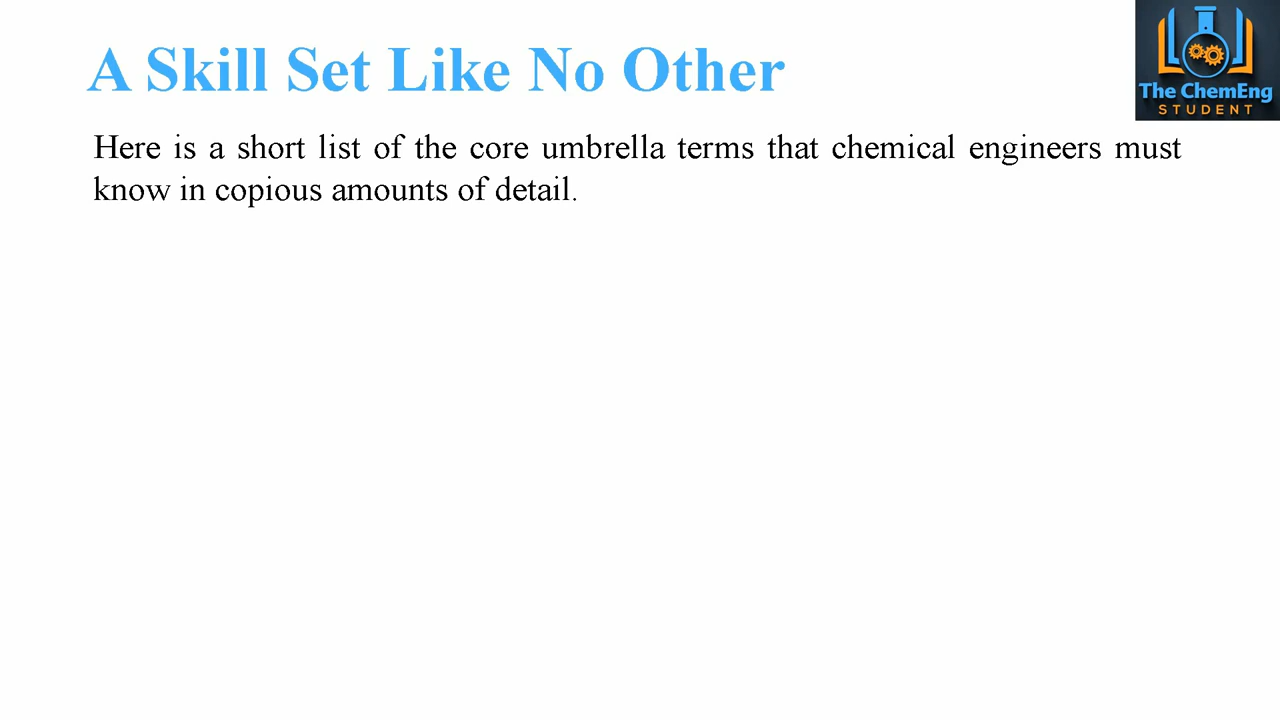 A Skill Set Like No Other
The ChemEng
STUDENT
Here is a short list of the core umbrella terms that chemical engineers must
know in copious amounts of detail.